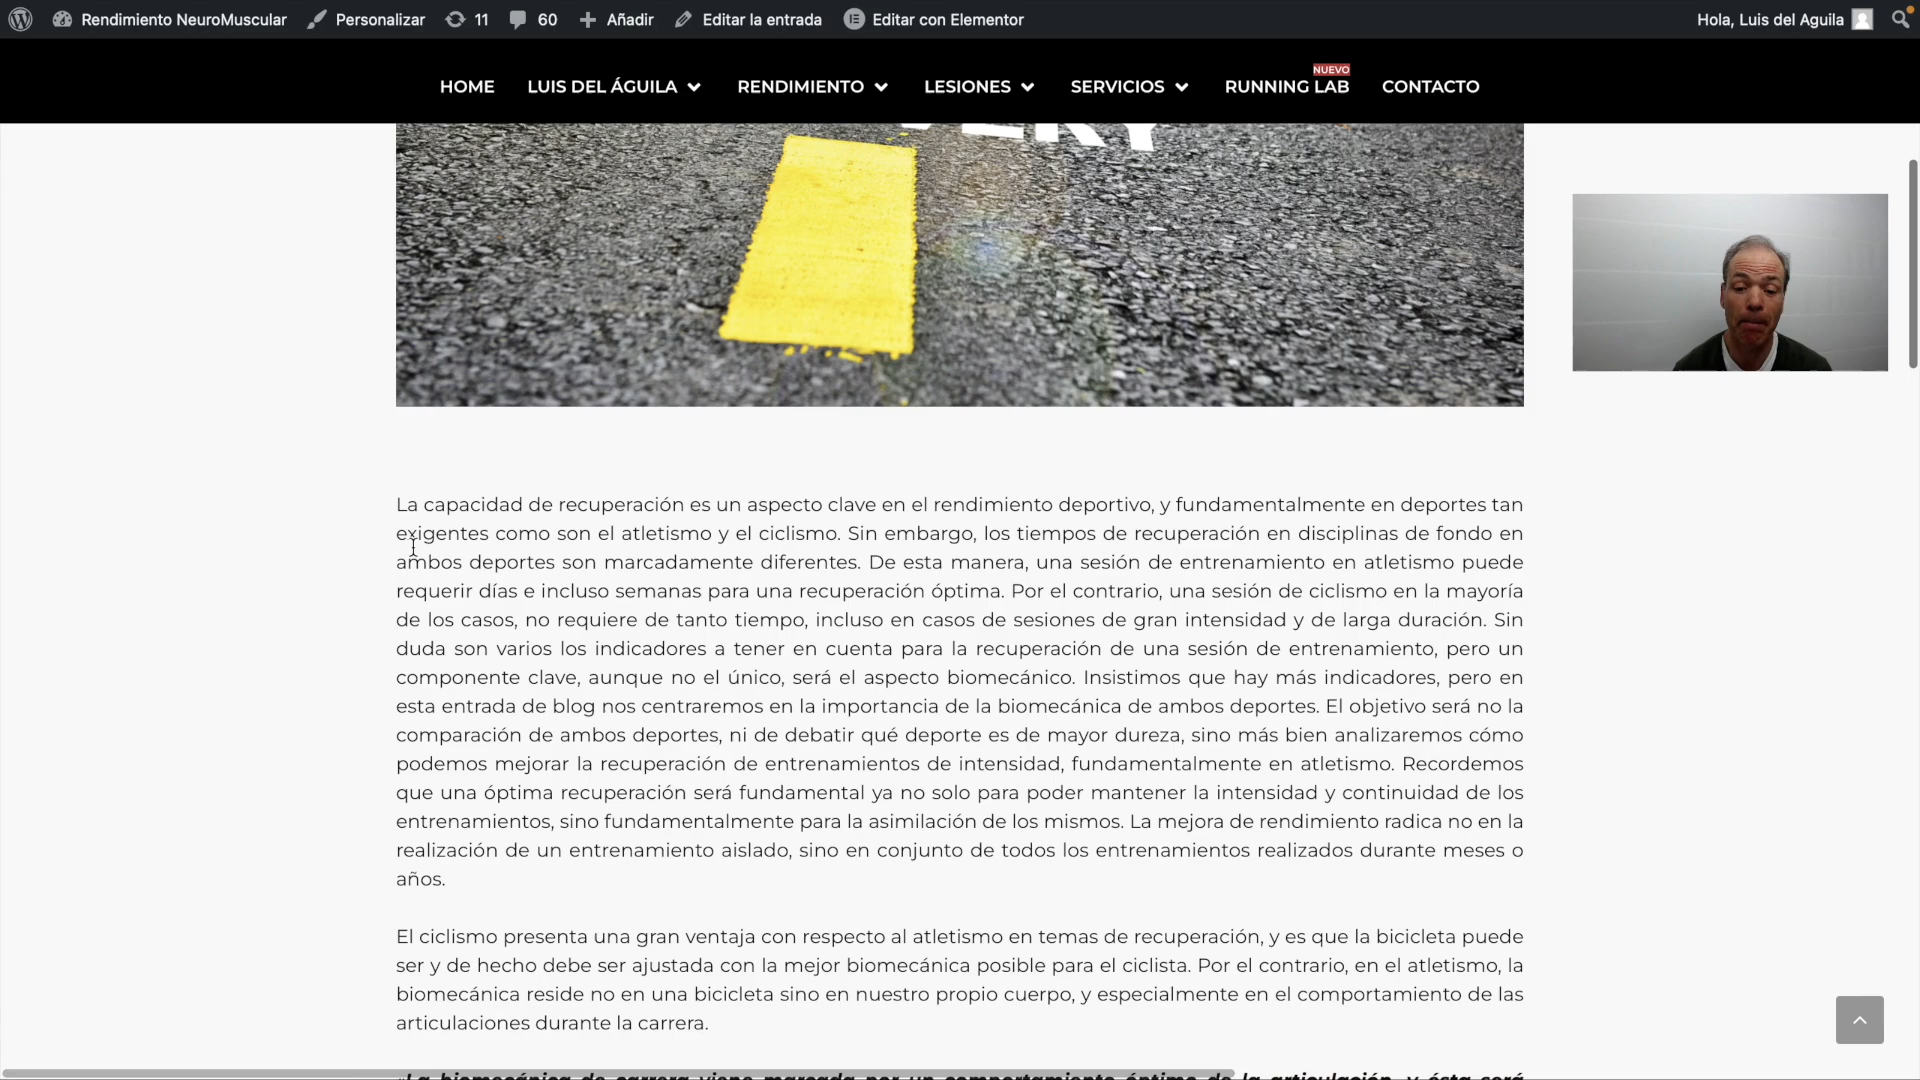 Rendimiento NeuroMuscular Personalizar 11 60 Añadir Editar la entrada Editar con Elementor Hola, Luis del Aguila
NUEVO
HOME LUIS DEL ÁGUILA RENDIMIENTO LESIONES SERVICIOS RUNNING LAB CONTACTO
La capacidad de recuperación es un aspecto clave en el rendimiento deportivo, y fundamentalmente en deportes tan
exigentes como son el atletismo y el ciclismo. Sin embargo, los tiempos de recuperación en disciplinas de fondo en
ambos deportes son marcadamente diferentes. De esta manera, una sesión de entrenamiento en atletismo puede
requerir días e incluso semanas para una recuperación óptima. Por el contrario, una sesión de ciclismo en la mayoría
de los casos, no requiere de tanto tiempo, incluso en casos de sesiones de gran intensidad y de larga duración. Sin
duda son varios los indicadores a tener en cuenta para la recuperación de una sesión de entrenamiento, pero un
componente clave, aunque no el único, será el aspecto biomecánico. Insistimos que hay más indicadores, pero en
esta entrada de blog nos centraremos en la importancia de la biomecánica de ambos deportes. El objetivo será no la
comparación de ambos deportes, ni de debatir qué deporte es de mayor dureza, sino más bien analizaremos cómo
podemos mejorar la recuperación de entrenamientos de intensidad, fundamentalmente en atletismo. Recordemos
que una óptima recuperación será fundamental ya no solo para poder mantener la intensidad y continuidad de los
entrenamientos, sino fundamentalmente para la asimilación de los mismos. La mejora de rendimiento radica no en la
realización de un entrenamiento aislado, sino en conjunto de todos los entrenamientos realizados durante meses o
años.
El ciclismo presenta una gran ventaja con respecto al atletismo en temas de recuperación, y es que la bicicleta puede
ser y de hecho debe ser ajustada con la mejor biomecánica posible para el ciclista. Por el contrario, en el atletismo, la
biomecánica reside no en una bicicleta sino en nuestro propio cuerpo, y especialmente en el comportamiento de las
articulaciones durante la carrera.
«La biomecánica de carrera viene marcada por un comportamiento óptimo de la articulación, y ésta será